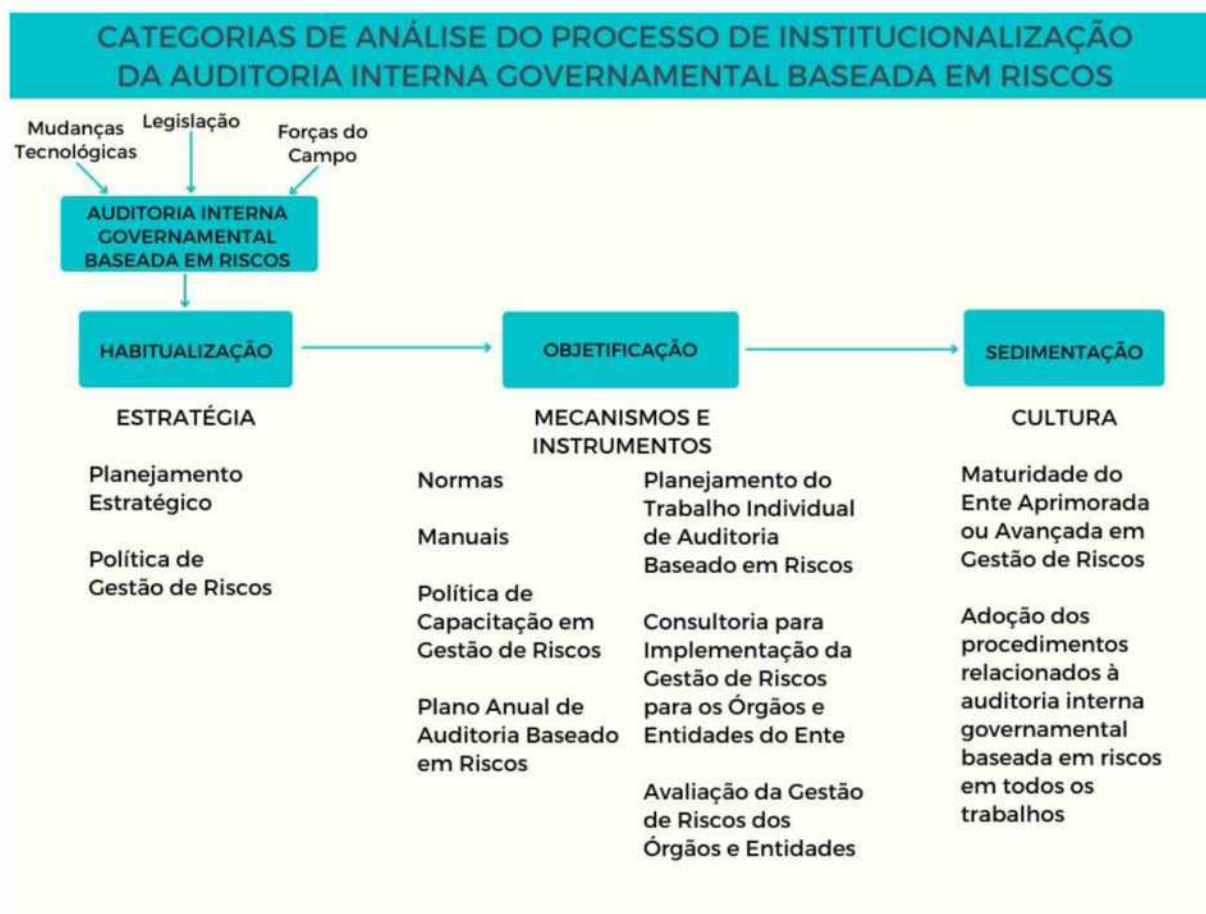 CATEGORIAS DE ANÁLISE DO PROCESSO DE INSTITUCIONALIZAÇÃO
DA AUDITORIA INTERNA GOVERNAMENTAL BASEADA EM RISCOS
Mudanças
Tecnológicas
Legislação
Forças do
Campo
AUDITORIA INTERNA
GOVERNAMENTAL
BASEADA EM RISCOS
HABITUALIZAÇÃO
OBJETIFICAÇÃO
SEDIMENTAÇÃO
ESTRATÉGIA
Planejamento
Estratégico
Política de
Gestão de Riscos
MECANISMOS E
INSTRUMENTOS
Normas
Manuais
Política de
Capacitação em
Gestão de Riscos
Plano Anual de
Auditoria Baseado
em Riscos
Planejamento do
Trabalho Individual
de Auditoria
Baseado em Riscos
Consultoria para
Implementação da
Gestão de Riscos
para os Órgãos e
Entidades do Ente
Avaliação da Gestão
de Riscos dos
Órgãos e Entidades
CULTURA
Maturidade do
Ente Aprimorada
ou Avançada em
Gestão de Riscos
Adoção dos
procedimentos
relacionados à
auditoria interna
governamental
baseada em riscos
em todos os
trabalhos